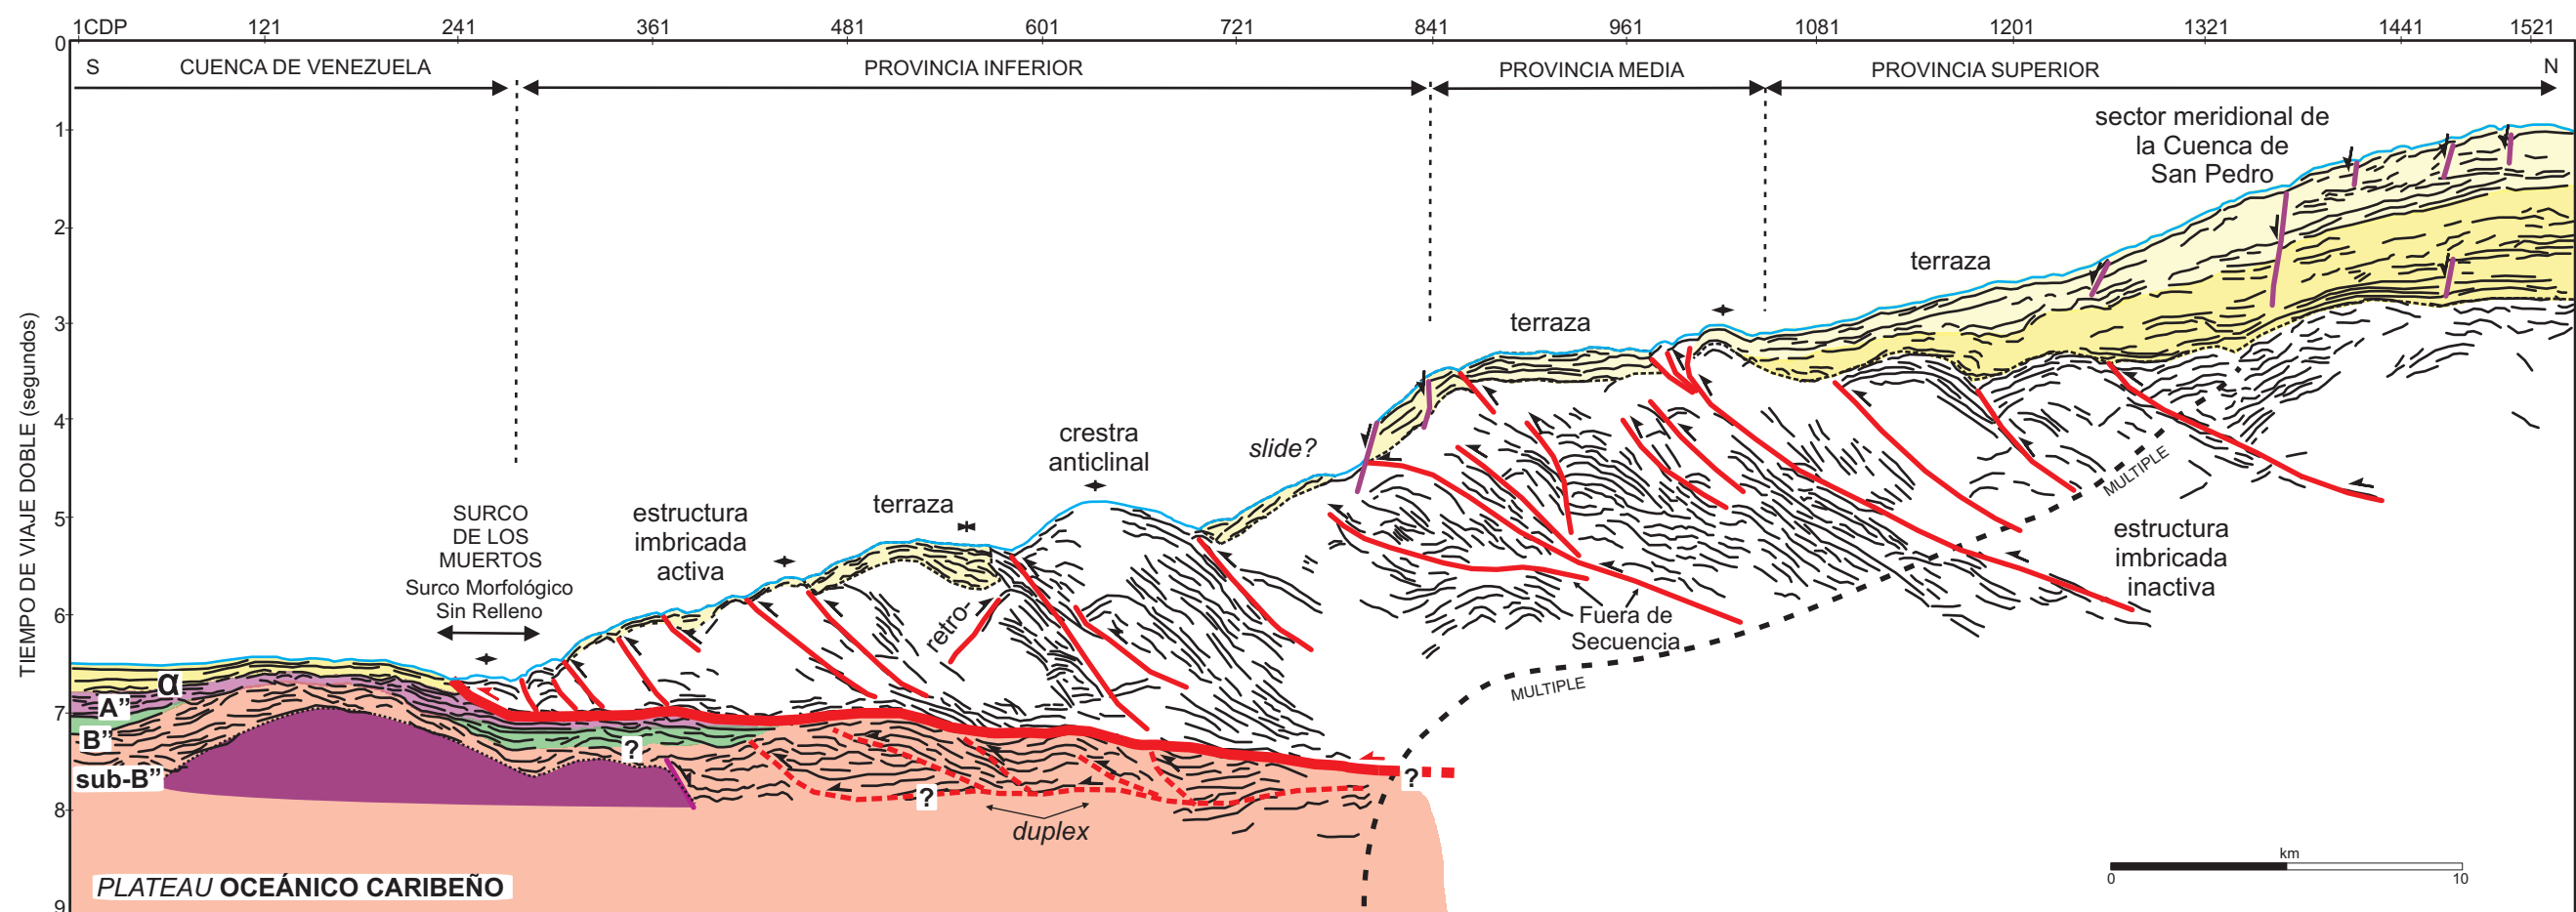 1CDP 121 241 361 481 601 721 841 961 1081 1201 1321 1441 1521
0
S CUENCA DE VENEZUELA PROVINCIA INFERIOR PROVINCIA MEDIA PROVINCIA SUPERIOR N
1
sector meridional de
la Cuenca de
San Pedro
2
terraza
3
terraza
TIEMPO DE VIAJE DOBLE (segundos)
4
crestra
anticlinal
slide?
MULTIPLE
5
terraza
SURCO
DE LOS
MUERTOS
Surco Morfológico
Sin Relleno
estructura
imbricada
activa
estructura
imbricada
inactiva
6
retro
Fuera de
Secuencia
MULTIPLE
α
A”
7
B”
?
sub-B”
?
?
8
duplex
km
0 10
PLATEAU OCEÁNICO CARIBEÑO
9